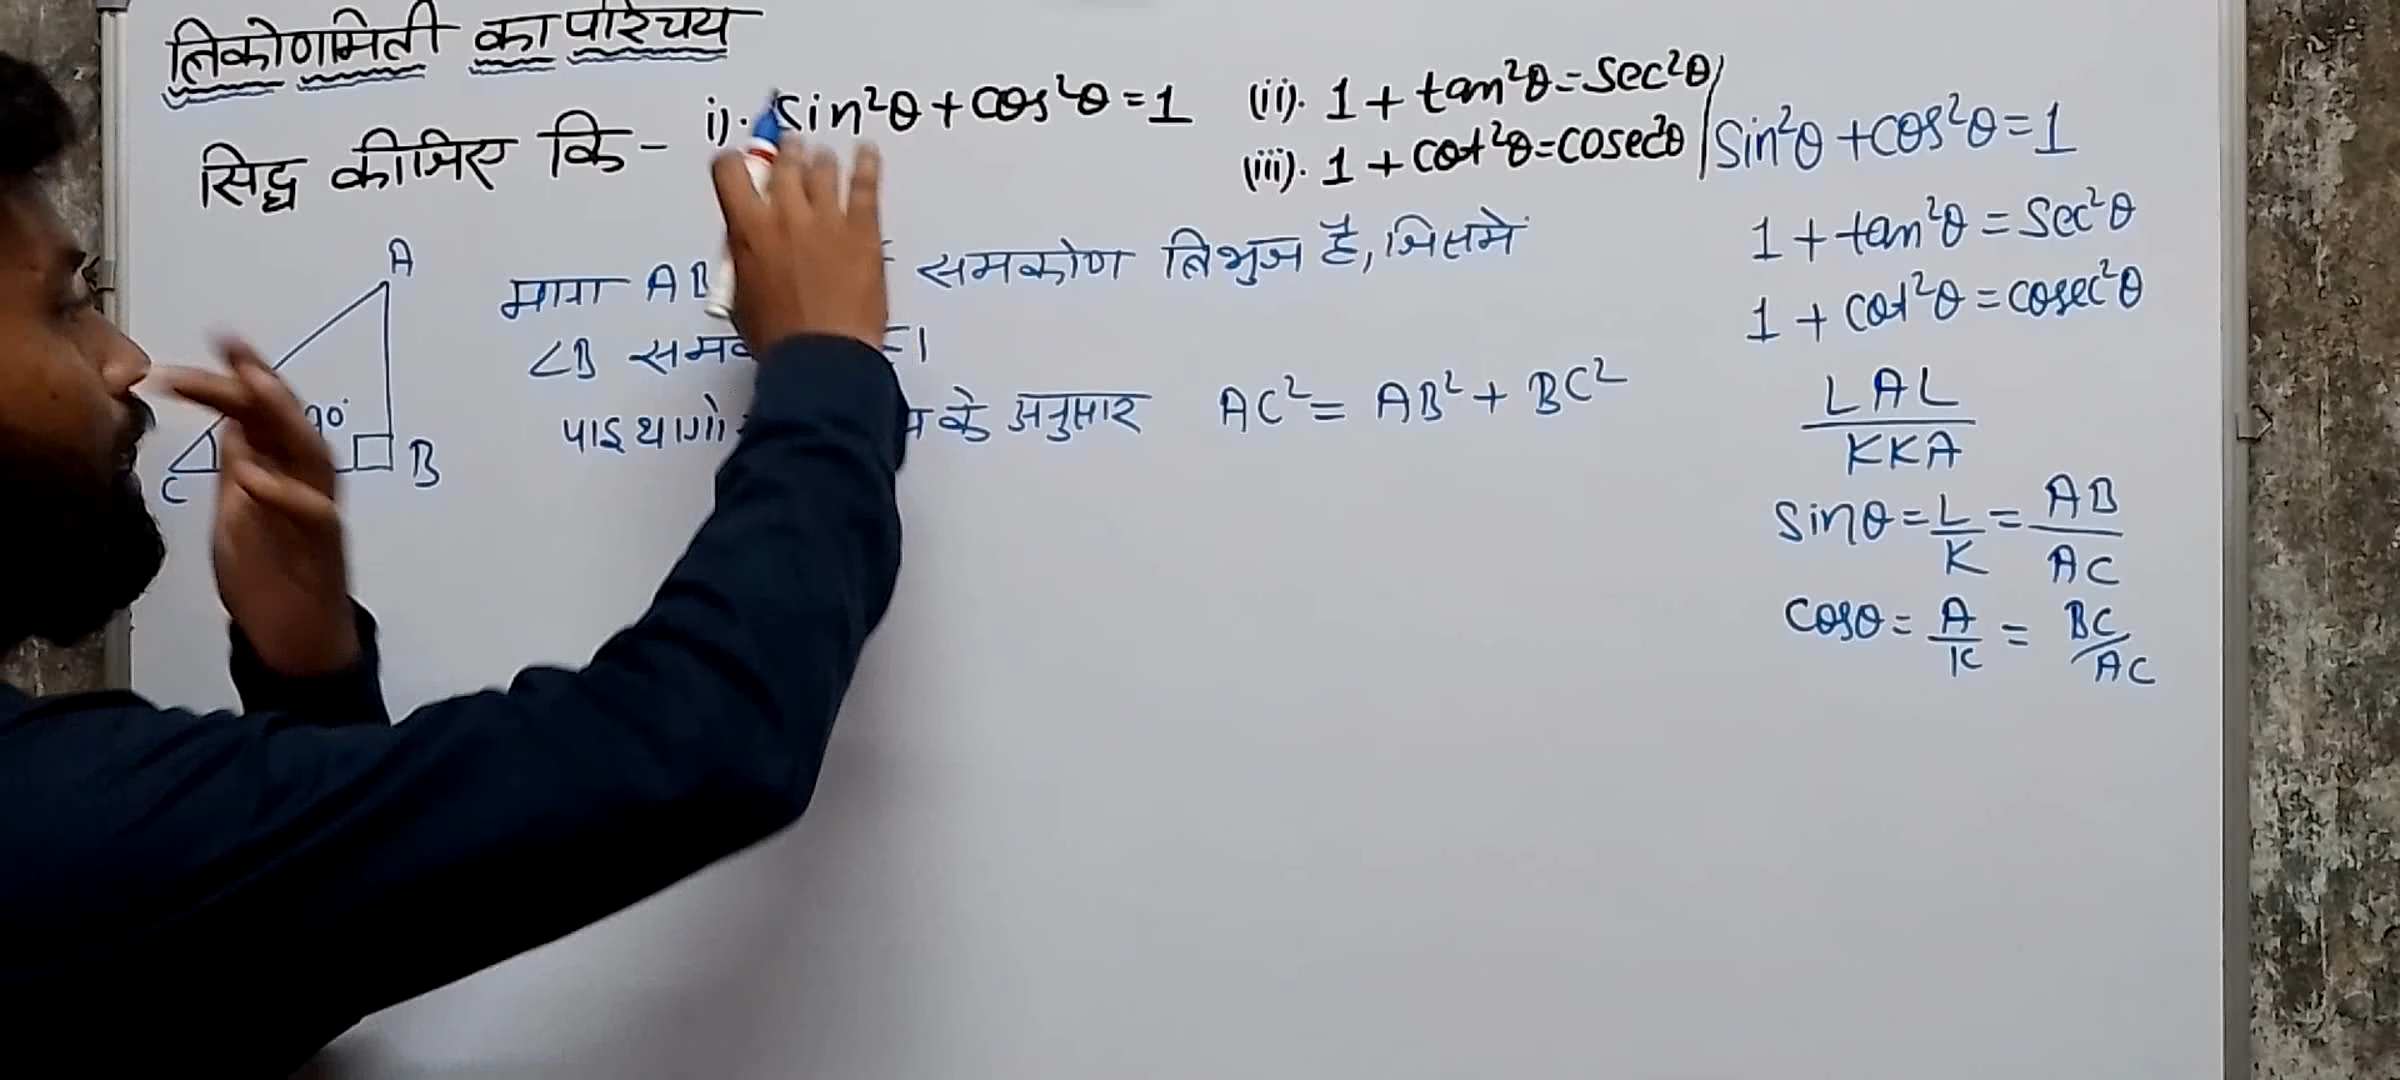 त्रिकोणमिती का परिचय
सिद्ध कीजिए कि - i). sin²θ + cos²θ = 1 (ii). 1 + tan²θ = sec²θ
(iii). 1 + cot²θ = cosec²θ
Sin²θ + cos²θ = 1
1 + tan²θ = Sec²θ
1 + cot²θ = cosec²θ
LAL
KKA
Sinθ = L/K = AB/AC
Cosθ = A/K = BC/AC
A
90°
C
B
माना AB समकोण त्रिभुज है, जिसमे
∠B
के अनुसार AC² = AB² + BC²